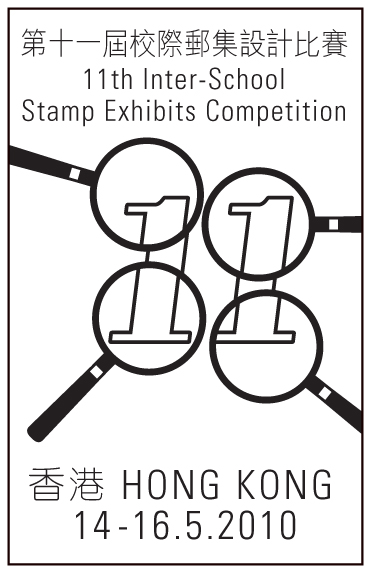 第十一屆校際郵集設計比賽
11th Inter-School
Stamp Exhibits Competition
11
香港 HONG KONG
14-16.5.2010